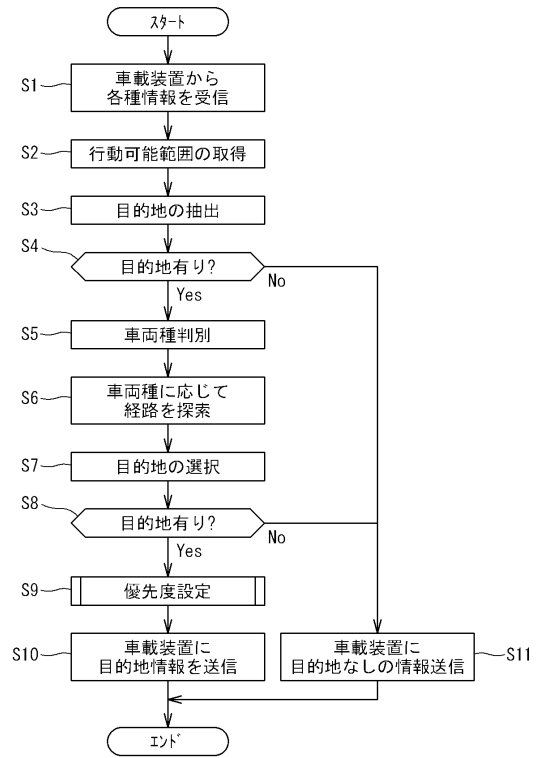 スタート
S1
車載装置から
各種情報を受信
S2
行動可能範囲の取得
S3
目的地の抽出
S4
目的地有り?
No
Yes
S5
車両種判別
S6
車両種に応じて
経路を探索
S7
目的地の選択
S8
目的地有り?
No
Yes
S9
優先度設定
S10
車載装置に
目的地情報を送信
車載装置に
目的地なしの情報送信
S11
エンド